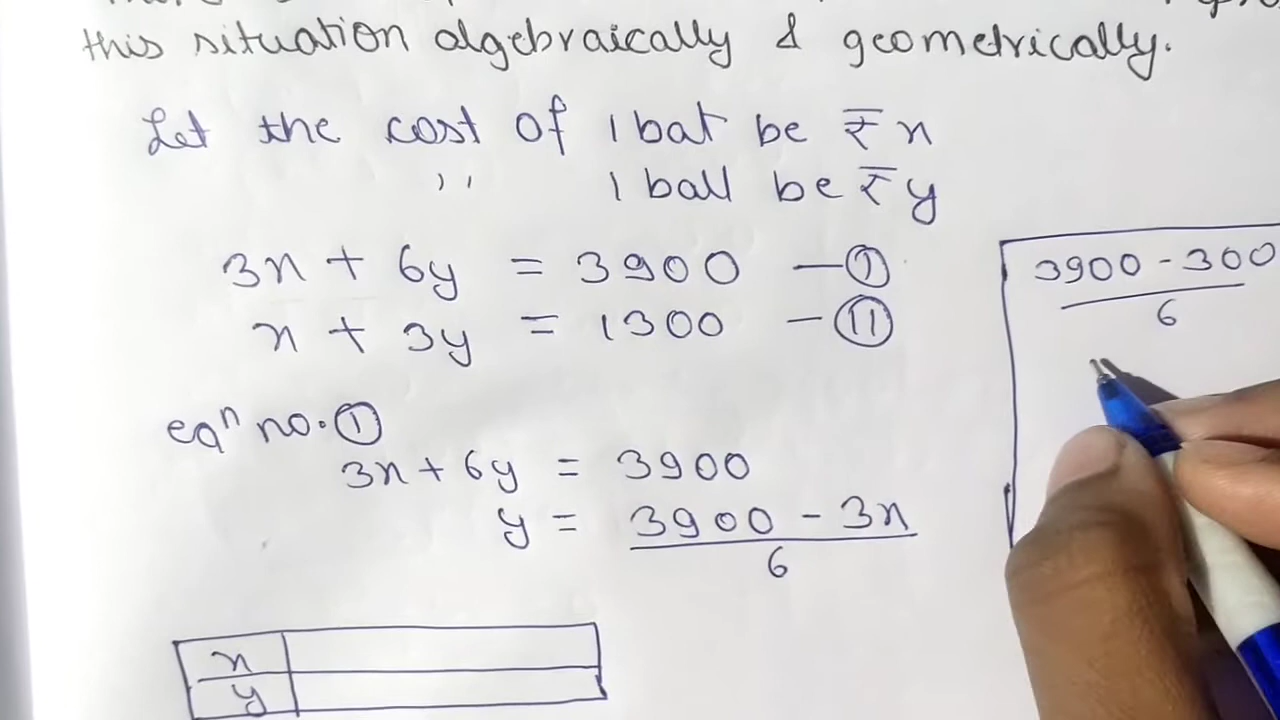 this situation algebraically & geometrically.
Let the cost of 1 bat be ₹ x
,, 1 ball be ₹ y
3x + 6y = 3900 — (I)
x + 3y = 1300 — (II)
3900 - 300
6
eqⁿ no. (I)
3x + 6y = 3900
y = 3900 - 3x
6
x
y